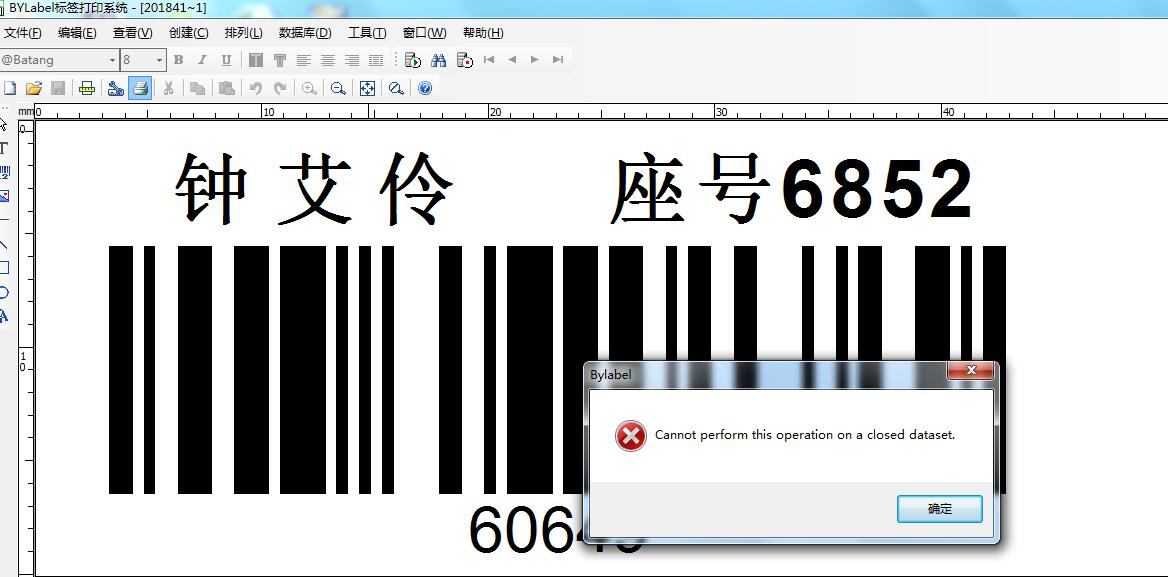 BYLabel标签打印系统 - [201841~1]
文件(F) 编辑(E) 查看(V) 创建(C) 排列(L) 数据库(D) 工具(T) 窗口(W) 帮助(H)
@Batang 8 B I U
mm 0 10 20 30 40
0
钟艾伶 座号6852
10
Bylabel
Cannot perform this operation on a closed dataset.
确定